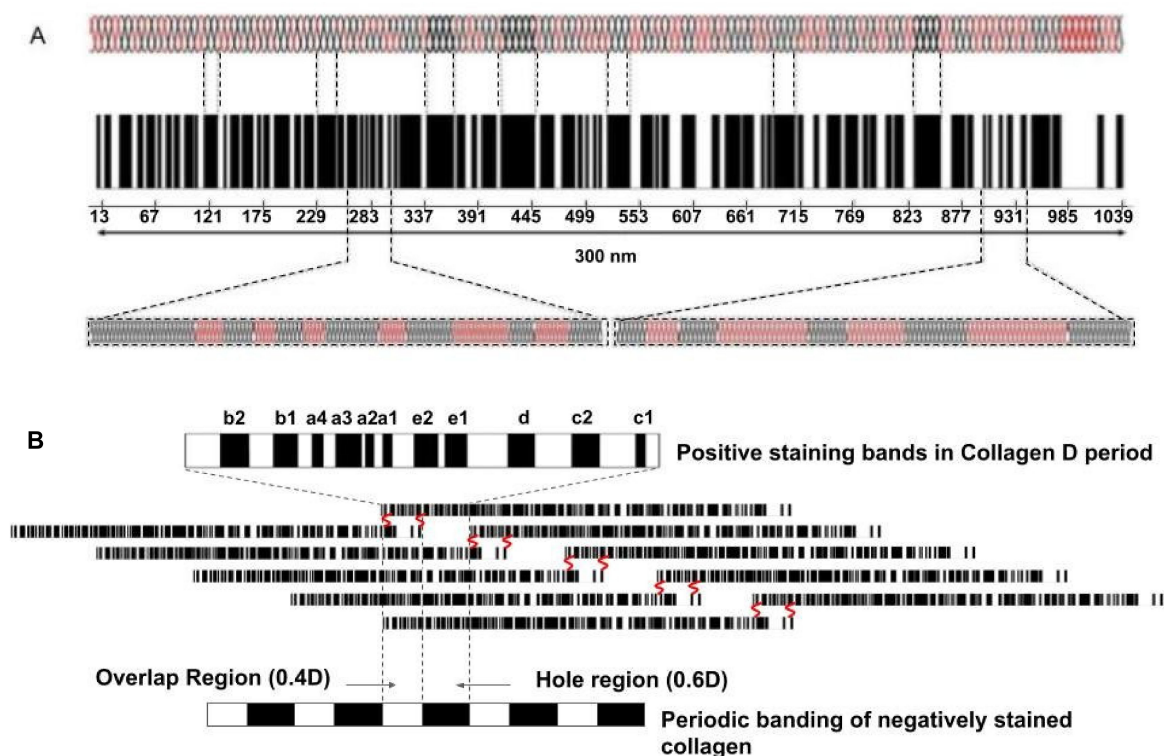 A
13 67 121 175 229 283 337 391 445 499 553 607 661 715 769 823 877 931 985 1039
300 nm
B
b2 b1 a4 a3 a2 a1 e2 e1 d c2 c1
Positive staining bands in Collagen D period
Overlap Region (0.4D)
Hole region (0.6D)
Periodic banding of negatively stained
collagen